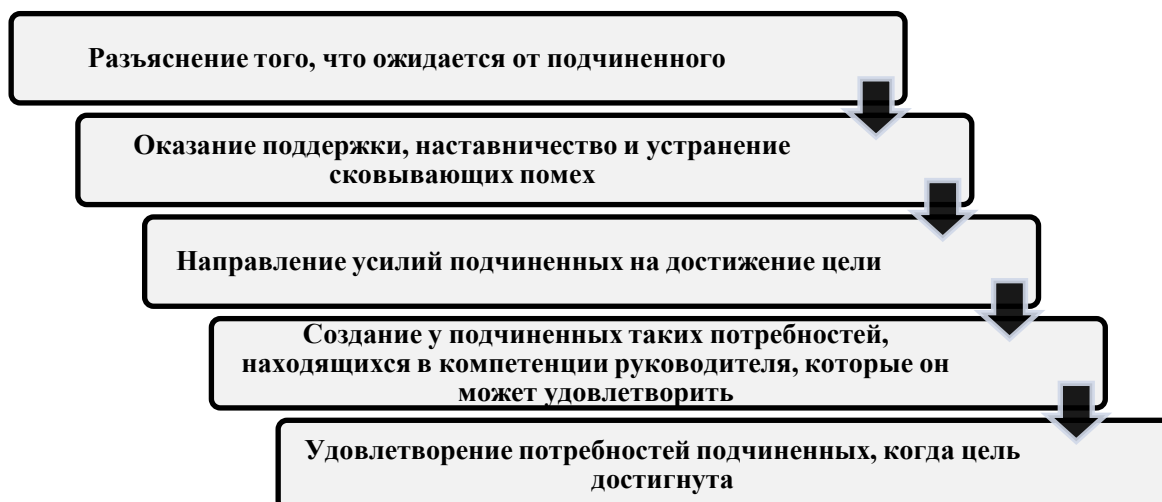 Разъяснение того, что ожидается от подчиненного
Оказание поддержки, наставничество и устранение
сковывающих помех
Направление усилий подчиненных на достижение цели
Создание у подчиненных таких потребностей,
находящихся в компетенции руководителя, которые он
может удовлетворить
Удовлетворение потребностей подчиненных, когда цель
достигнута